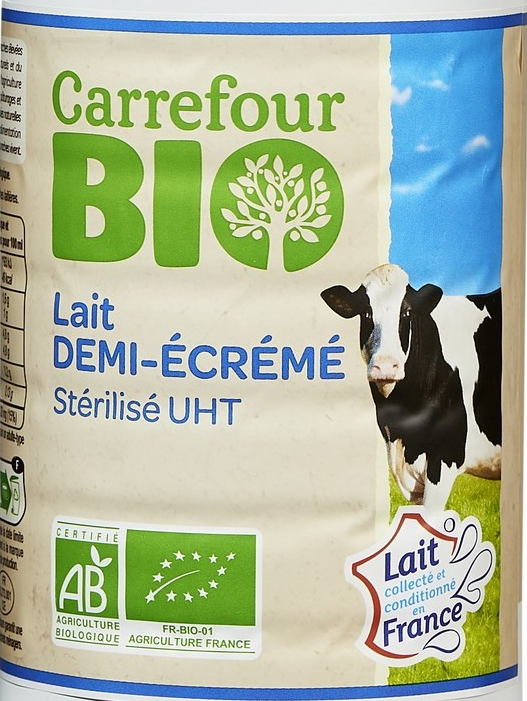 Carrefour
BIO
Lait
DEMI-ÉCRÉMÉ
Stérilisé UHT
CERTIFIÉ
AB
AGRICULTURE
BIOLOGIQUE
FR-BIO-01
AGRICULTURE FRANCE
Lait
collecté et
conditionné
en
France